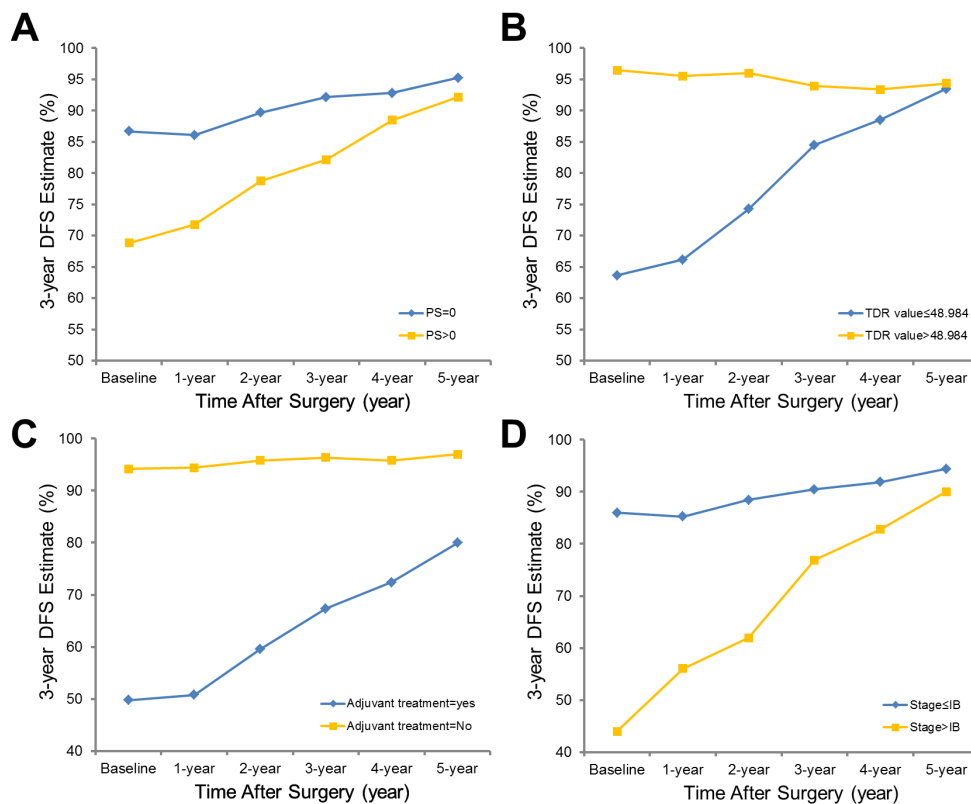 A
3-year DFS Estimate (%)
100
95
90
85
80
75
70
65
60
55
50
PS=0
PS>0
Baseline 1-year 2-year 3-year 4-year 5-year
Time After Surgery (year)
B
3-year DFS Estimate (%)
100
95
90
85
80
75
70
65
60
55
50
TDR value≤48.984
TDR value>48.984
Baseline 1-year 2-year 3-year 4-year 5-year
Time After Surgery (year)
C
3-year DFS Estimate (%)
100
90
80
70
60
50
40
Adjuvant treatment=yes
Adjuvant treatment=No
Baseline 1-year 2-year 3-year 4-year 5-year
Time After Surgery (year)
D
3-year DFS Estimate (%)
100
90
80
70
60
50
40
Stage≤IB
Stage>IB
Baseline 1-year 2-year 3-year 4-year 5-year
Time After Surgery (year)